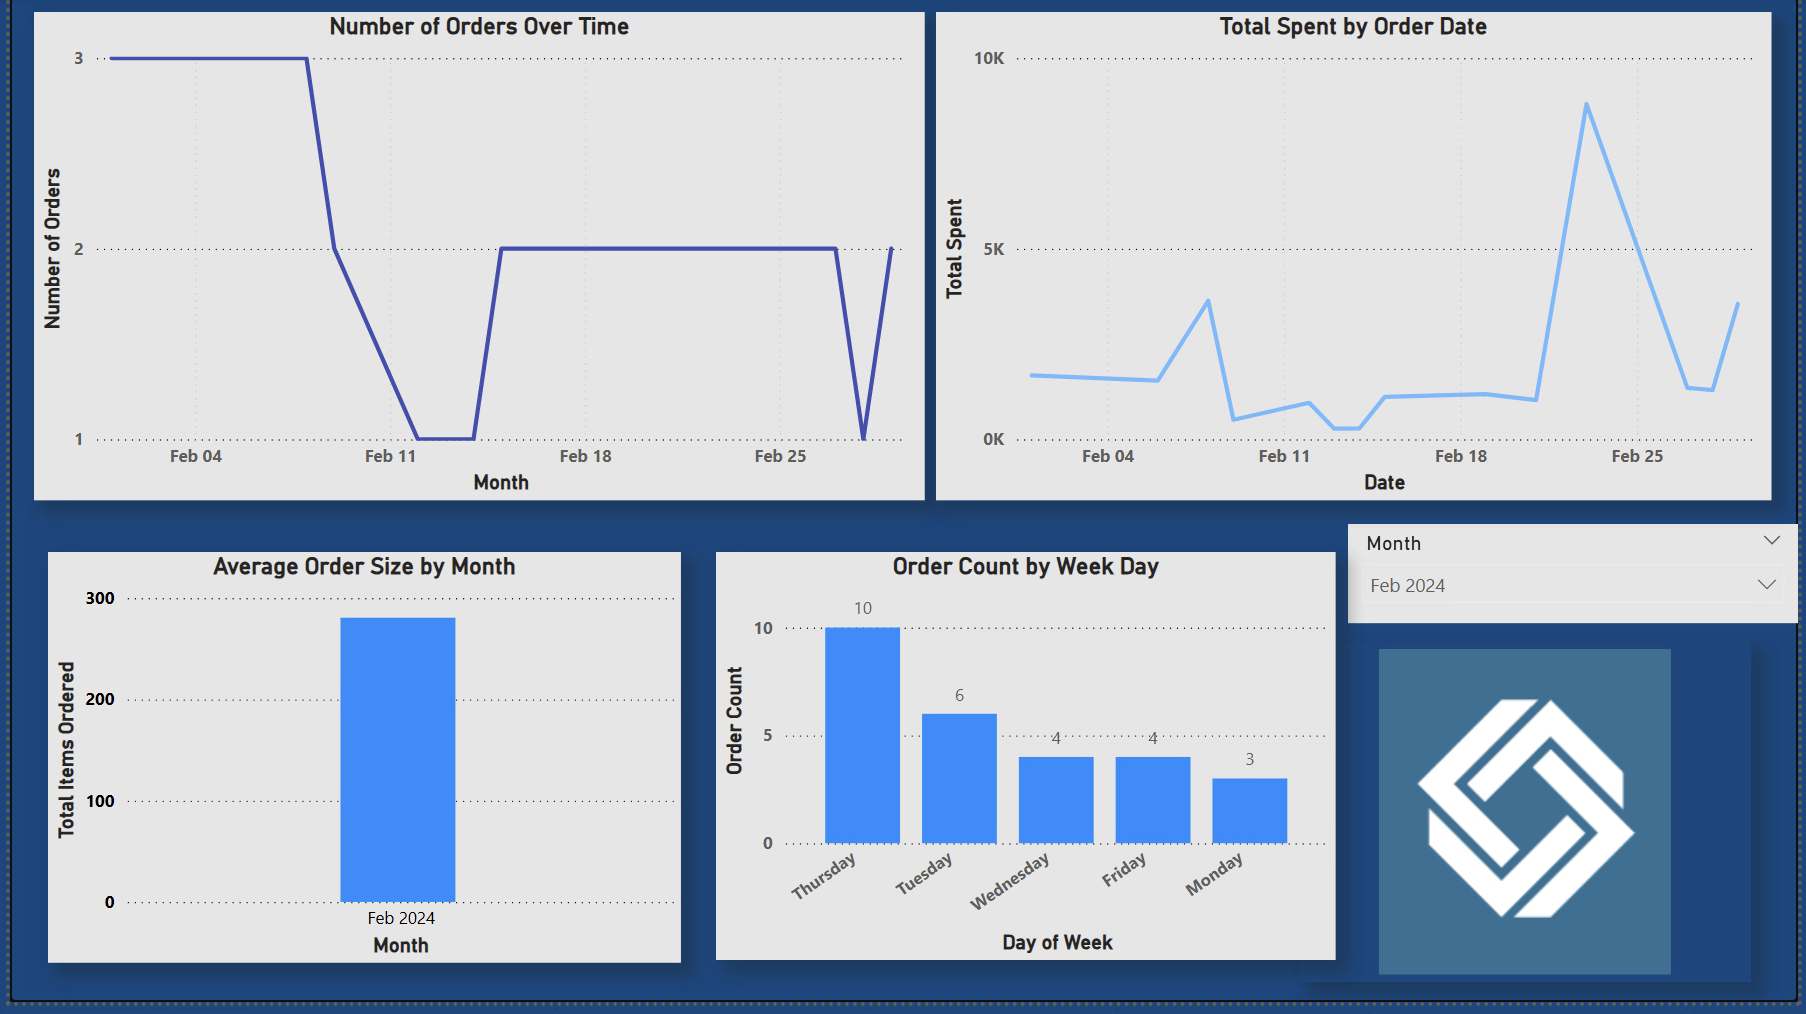 Number of Orders Over Time
3
2
1
Number of Orders
Feb 04 Feb 11 Feb 18 Feb 25
Month
Total Spent by Order Date
10K
5K
0K
Total Spent
Feb 04 Feb 11 Feb 18 Feb 25
Date
Average Order Size by Month
300
200
100
0
Total Items Ordered
Feb 2024
Month
Order Count by Week Day
10
5
0
Order Count
10
6
4
4
3
Thursday
Tuesday
Wednesday
Friday
Monday
Day of Week
Month
Feb 2024